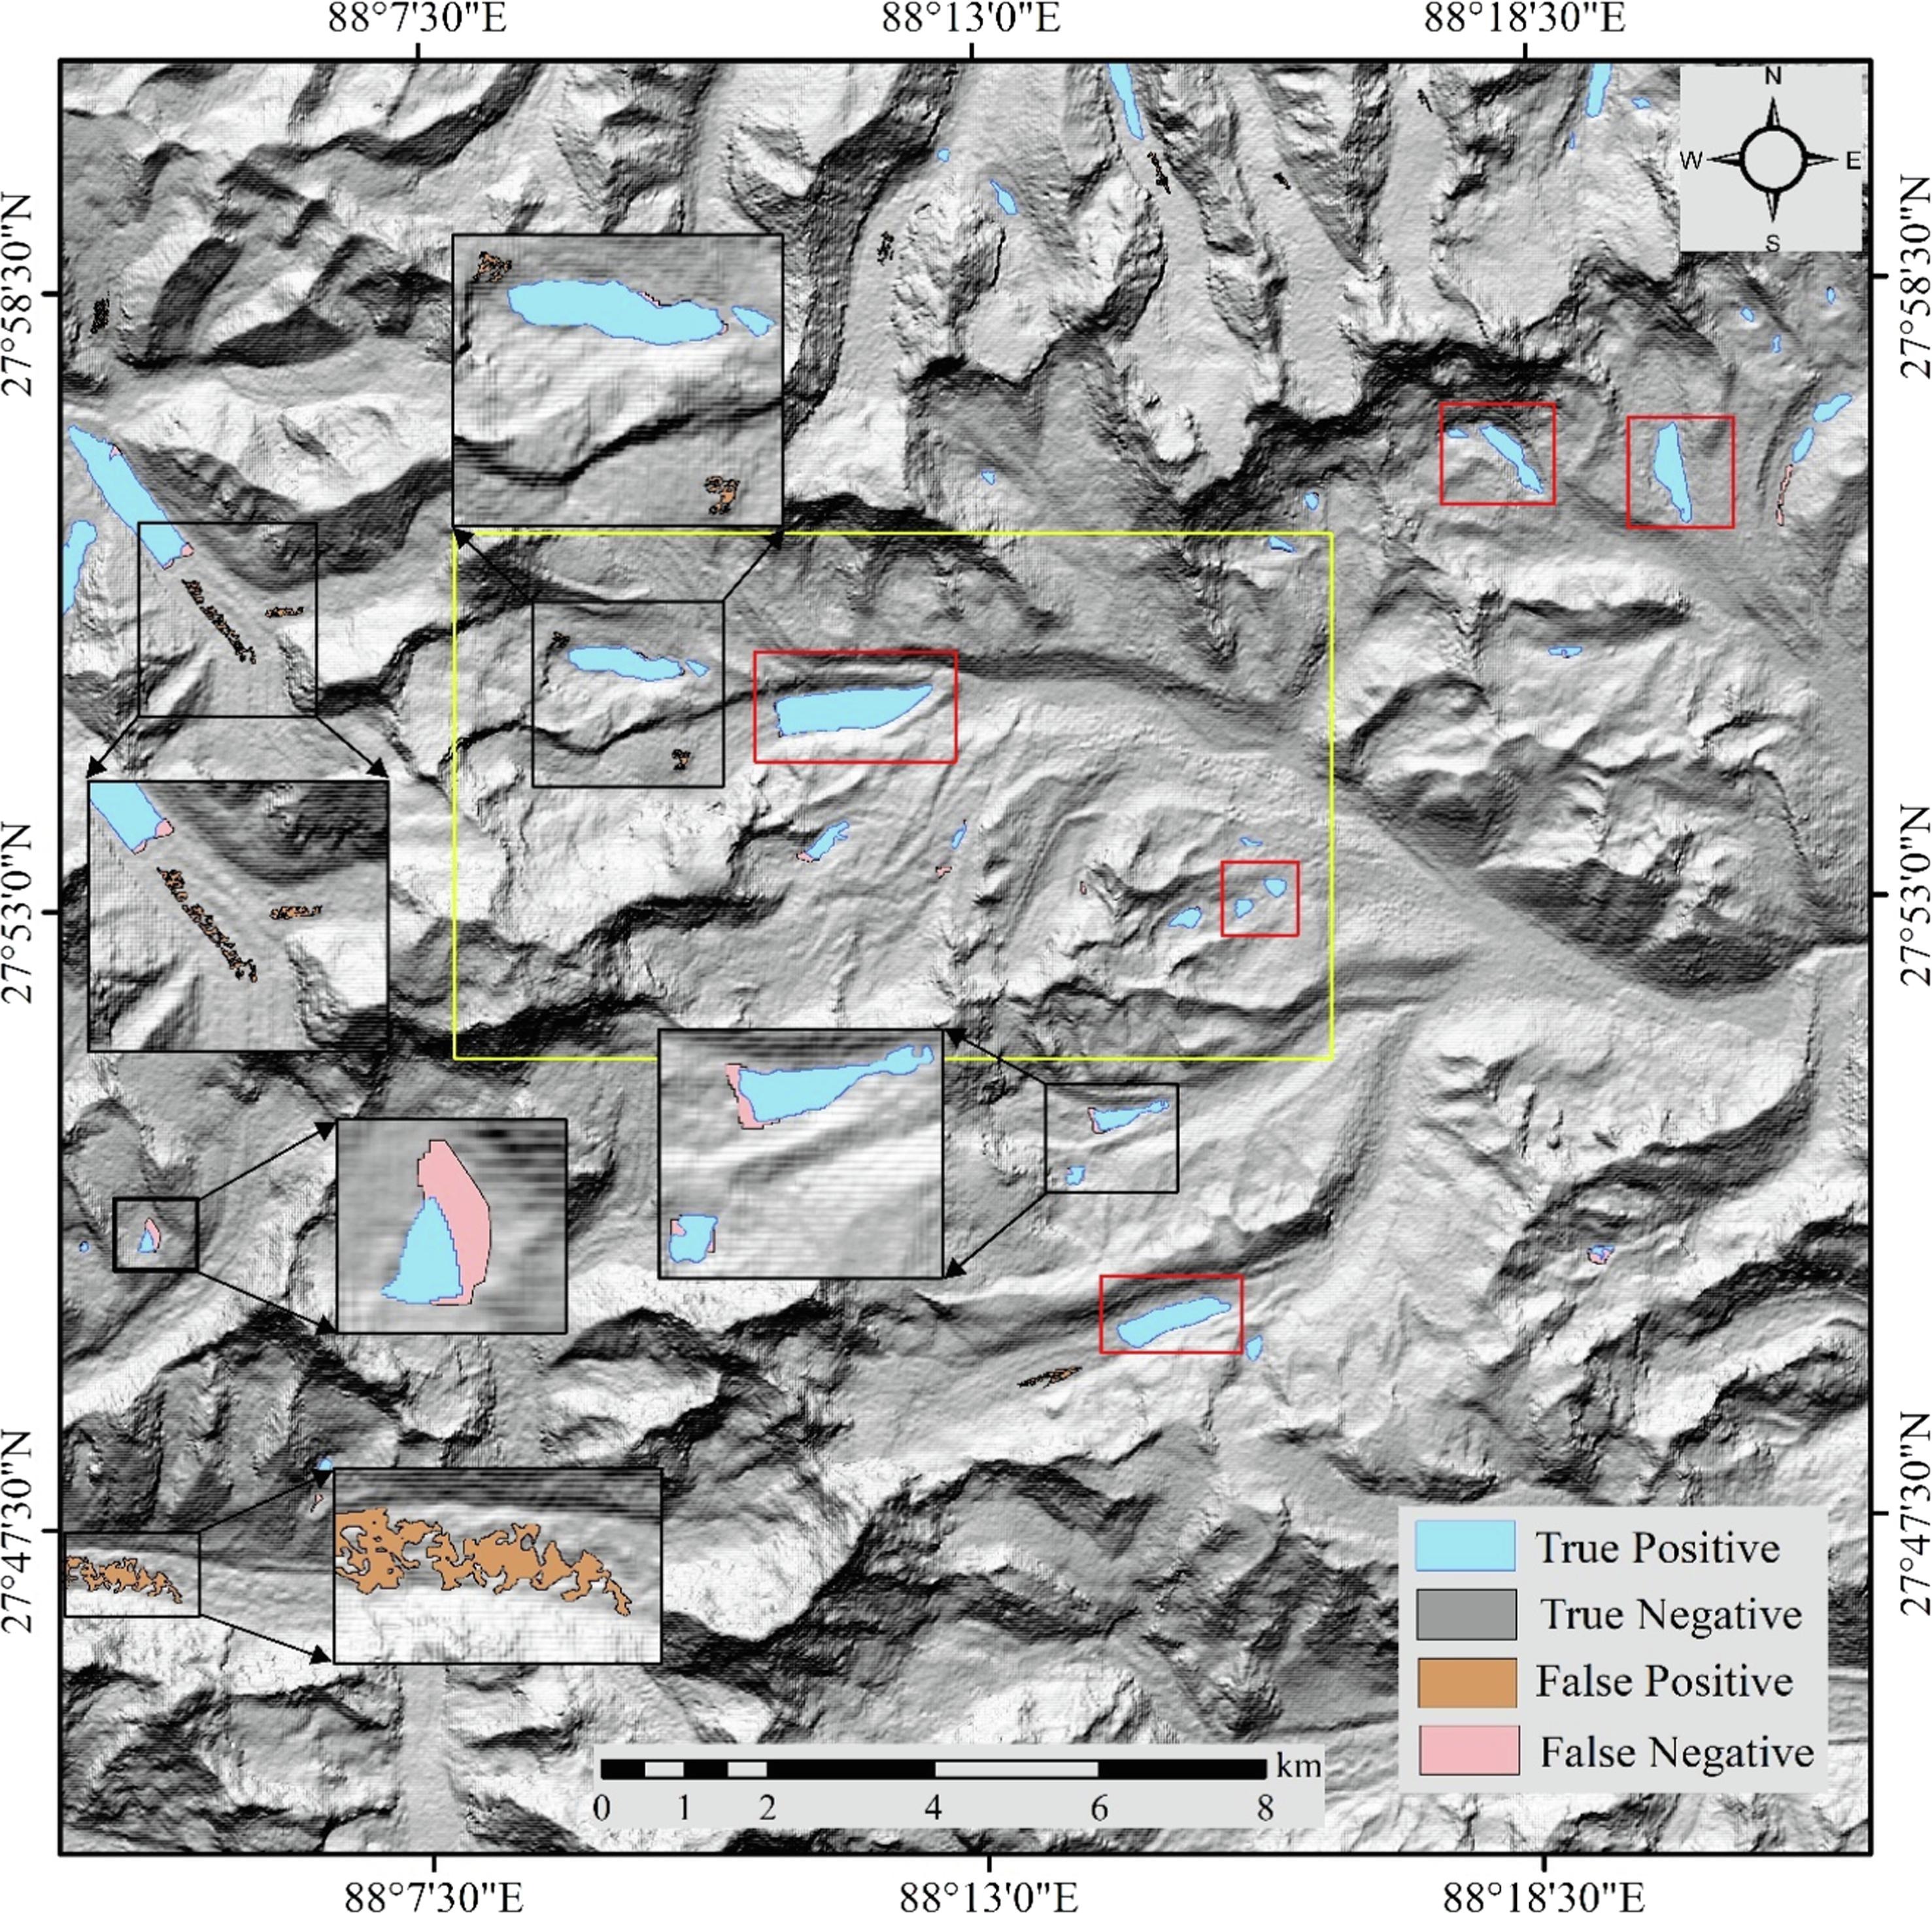 88°7'30"E 88°13'0"E 88°18'30"E
N
W E
S
27°58'30"N 27°58'30"N
27°53'0"N 27°53'0"N
27°47'30"N 27°47'30"N
True Positive
True Negative
False Positive
False Negative
km
0 1 2 4 6 8
88°7'30"E 88°13'0"E 88°18'30"E